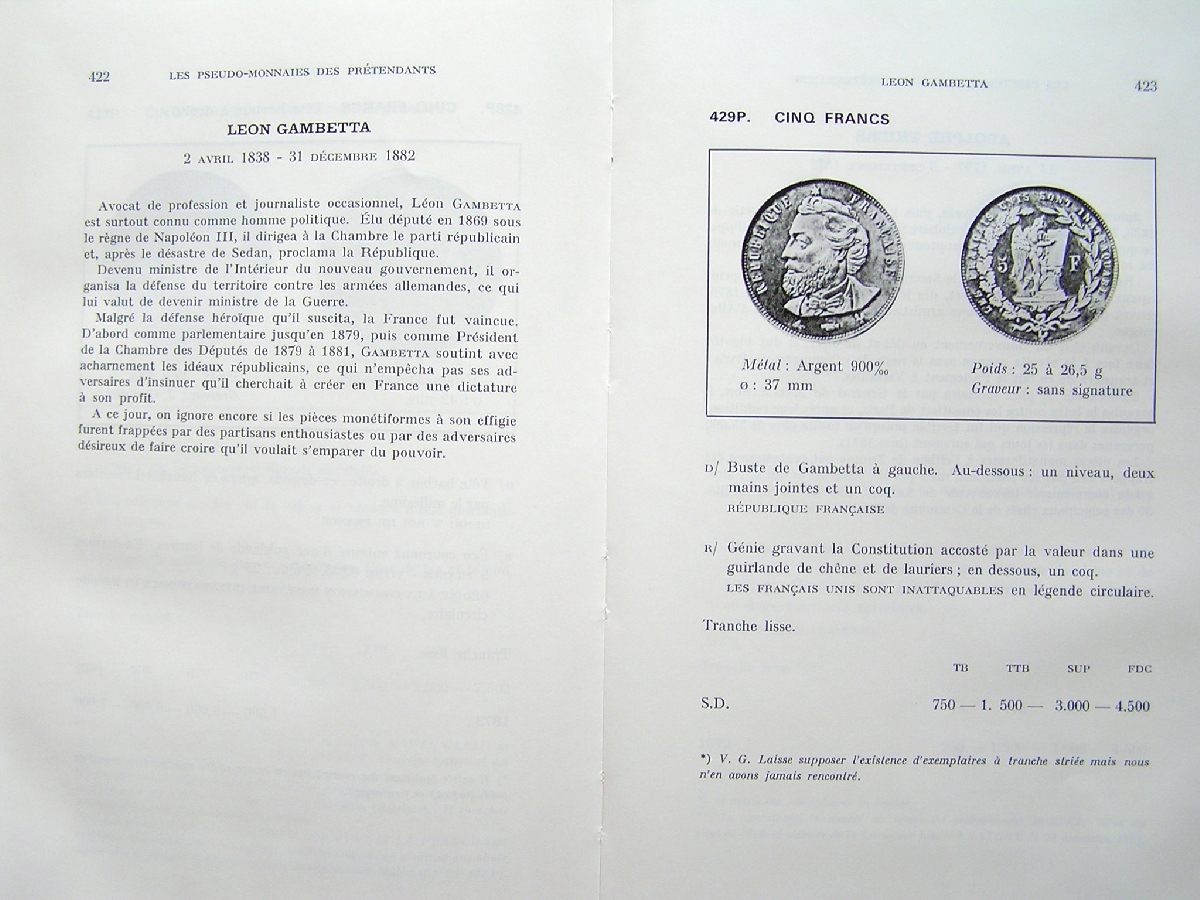 422
LES PSEUDO-MONNAIES DES PRÉTENDANTS
LEON GAMBETTA
2 AVRIL 1838 - 31 DÉCEMBRE 1882
Avocat de profession et journaliste occasionnel, Léon GAMBETTA
est surtout connu comme homme politique. Élu député en 1869 sous
le règne de Napoléon III, il dirigea à la Chambre le parti républicain
et, après le désastre de Sedan, proclama la République.
Devenu ministre de l'Intérieur du nouveau gouvernement, il or-
ganisa la défense du territoire contre les armées allemandes, ce qui
lui valut de devenir ministre de la Guerre.
Malgré la défense héroïque qu'il suscita, la France fut vaincue.
D'abord comme parlementaire jusqu'en 1879, puis comme Président
de la Chambre des Députés de 1879 à 1881, GAMBETTA soutint avec
acharnement les idéaux républicains, ce qui n'empêcha pas ses ad-
versaires d'insinuer qu'il cherchait à créer en France une dictature
à son profit.
A ce jour, on ignore encore si les pièces monétiformes à son effigie
furent frappées par des partisans enthousiastes ou par des adversaires
désireux de faire croire qu'il voulait s'emparer du pouvoir.
LEON GAMBETTA
423
429P. CINQ FRANCS
RÉPUBLIQUE FRANÇAISE
5 F
Métal : Argent 900‰
ø : 37 mm
Poids : 25 à 26,5 g
Graveur : sans signature
D/ Buste de Gambetta à gauche. Au-dessous : un niveau, deux
mains jointes et un coq.
RÉPUBLIQUE FRANÇAISE
R/ Génie gravant la Constitution accosté par la valeur dans une
guirlande de chêne et de lauriers ; en dessous, un coq.
LES FRANÇAIS UNIS SONT INATTAQUABLES en légende circulaire.
Tranche lisse.
TB TTB SUP FDC
S.D. 750 — 1. 500 — 3.000 — 4.500
*) V. G. Laisse supposer l'existence d'exemplaires à tranche striée mais nous
n'en avons jamais rencontré.